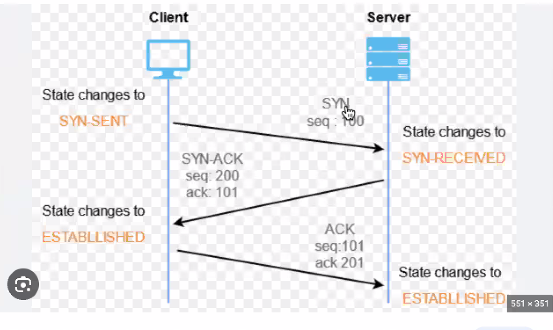 Client
Server
State changes to
SYN-SENT
SYN
seq : 100
State changes to
SYN-RECEIVED
SYN-ACK
seq: 200
ack: 101
State changes to
ESTABLLISHED
ACK
seq:101
ack 201
State changes to
ESTABLLISHED
551 × 351